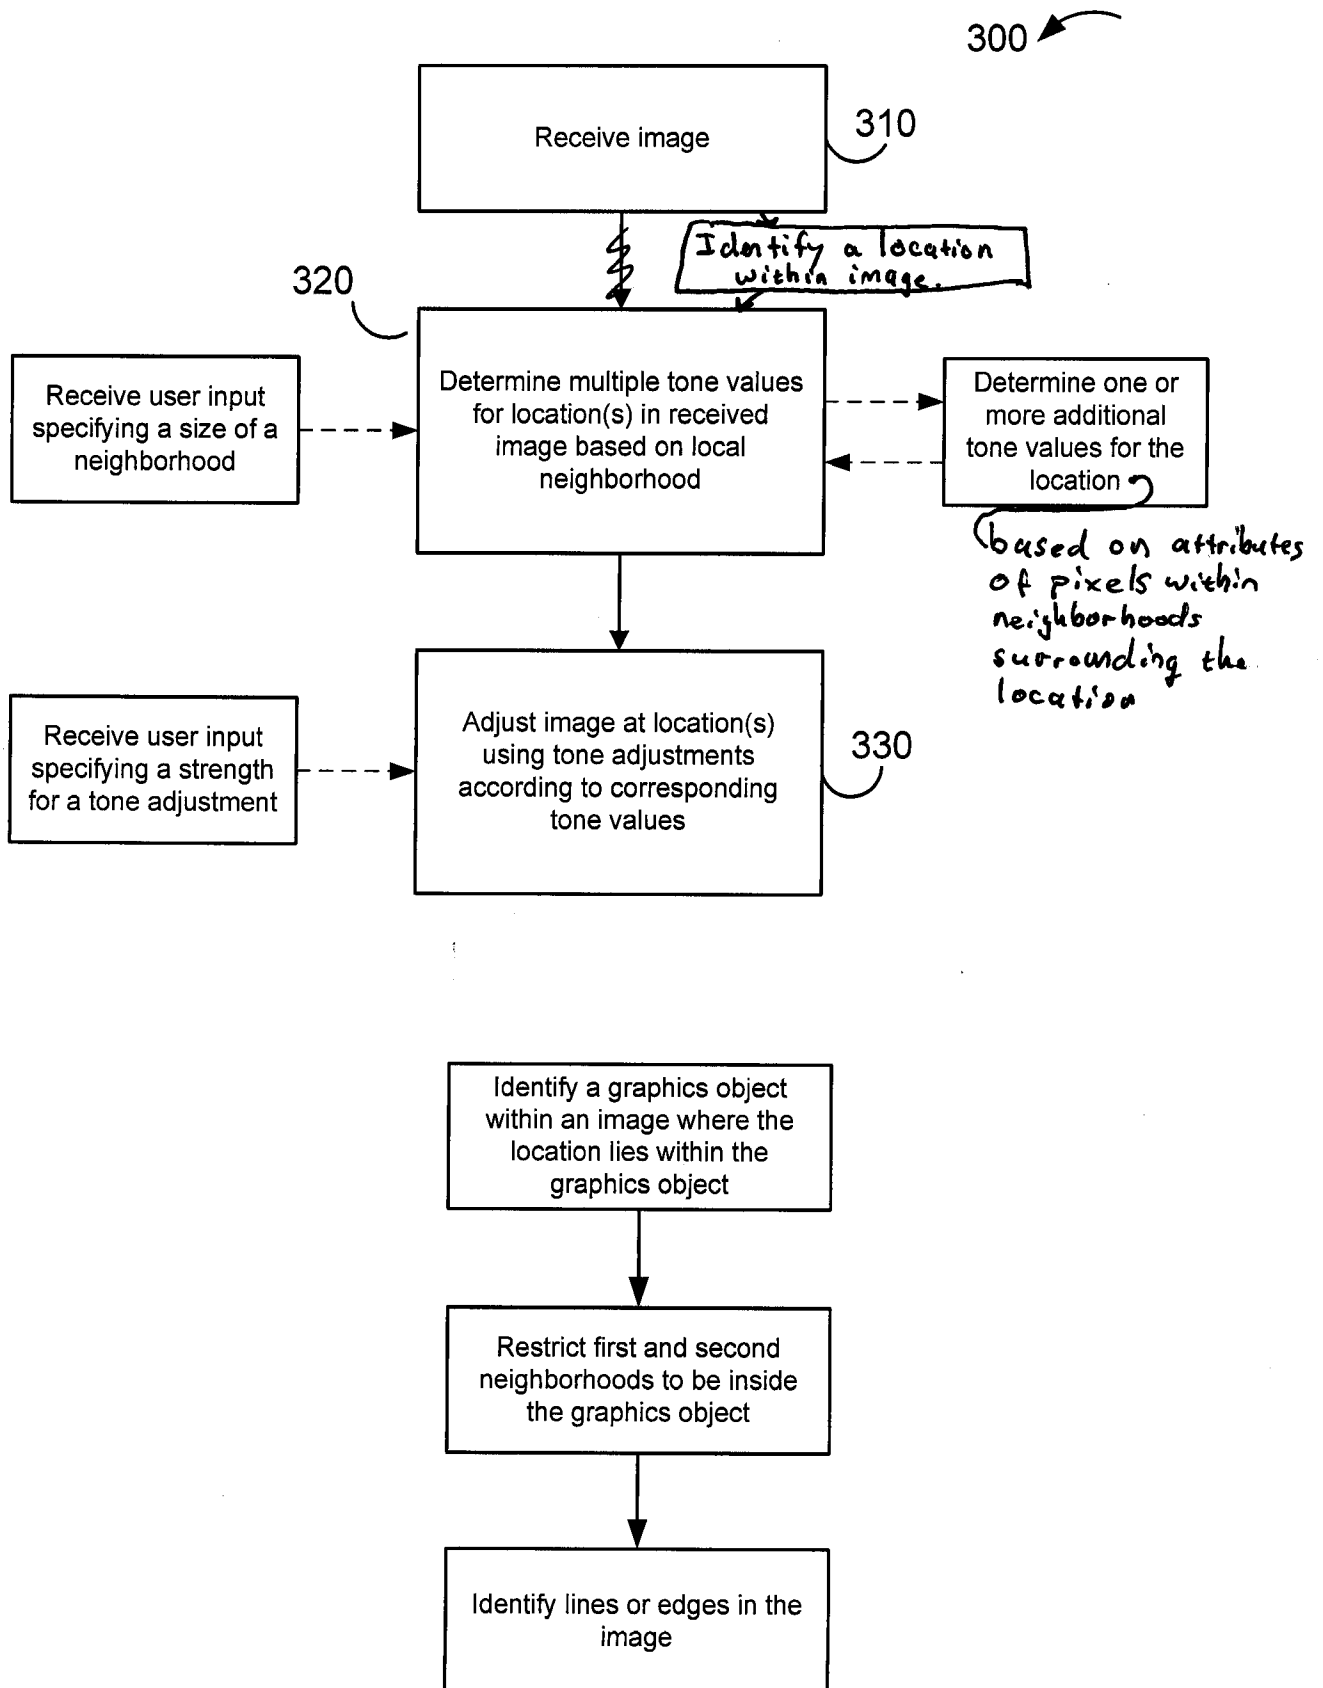 300
Receive image
310
Identify a location
within image.
320
Receive user input
specifying a size of a
neighborhood
Determine multiple tone values
for location(s) in received
image based on local
neighborhood
Determine one or
more additional
tone values for the
location
based on attributes
of pixels within
neighborhoods
surrounding the
location
Receive user input
specifying a strength
for a tone adjustment
Adjust image at location(s)
using tone adjustments
according to corresponding
tone values
330
Identify a graphics object
within an image where the
location lies within the
graphics object
Restrict first and second
neighborhoods to be inside
the graphics object
Identify lines or edges in the
image